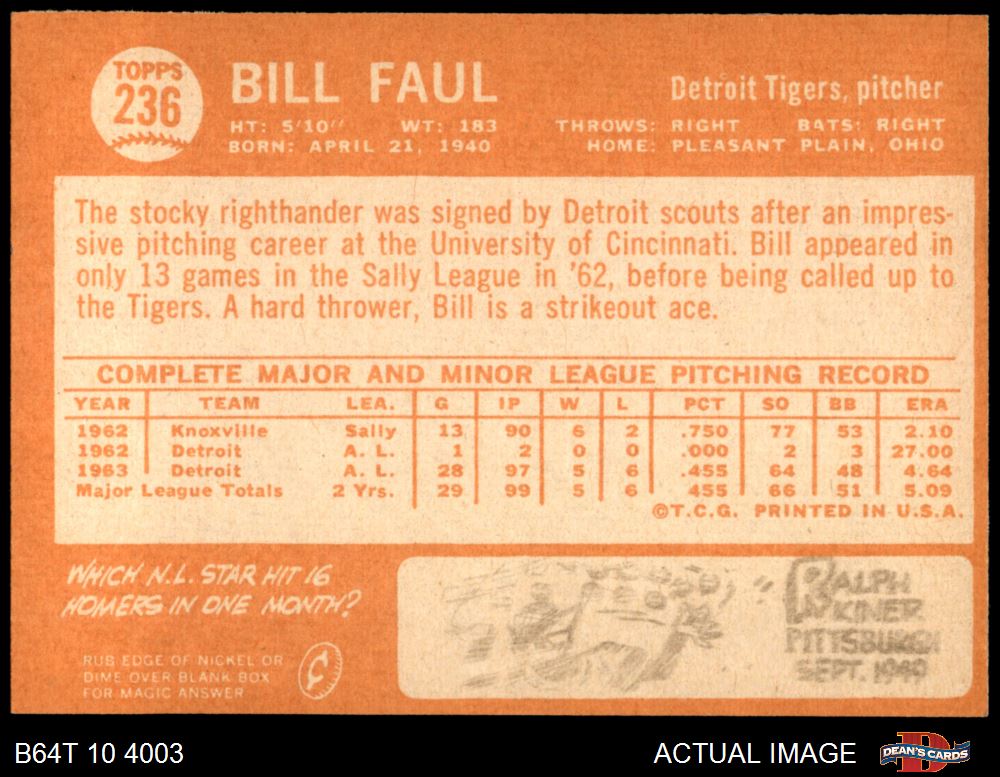 TOPPS
236
BILL FAUL
Detroit Tigers, pitcher
HT: 5'10" WT: 183 THROWS: RIGHT BATS: RIGHT
BORN: APRIL 21, 1940 HOME: PLEASANT PLAIN, OHIO
The stocky righthander was signed by Detroit scouts after an impres-
sive pitching career at the University of Cincinnati. Bill appeared in
only 13 games in the Sally League in '62, before being called up to
the Tigers. A hard thrower, Bill is a strikeout ace.
COMPLETE MAJOR AND MINOR LEAGUE PITCHING RECORD
YEAR TEAM LEA. G IP W L PCT SO BB ERA
1962 Knoxville Sally 13 90 6 2 .750 77 53 2.10
1962 Detroit A. L. 1 2 0 0 .000 2 3 27.00
1963 Detroit A. L. 28 97 5 6 .455 64 48 4.64
Major League Totals 2 Yrs. 29 99 5 6 .455 66 51 5.09
©T.C.G. PRINTED IN U.S.A.
WHICH N.L. STAR HIT 16
HOMERS IN ONE MONTH?
RUB EDGE OF NICKEL OR
DIME OVER BLANK BOX
FOR MAGIC ANSWER
RALPH
KINER
PITTSBURGH
SEPT. 1949
B64T 10 4003
ACTUAL IMAGE
DEAN'S CARDS